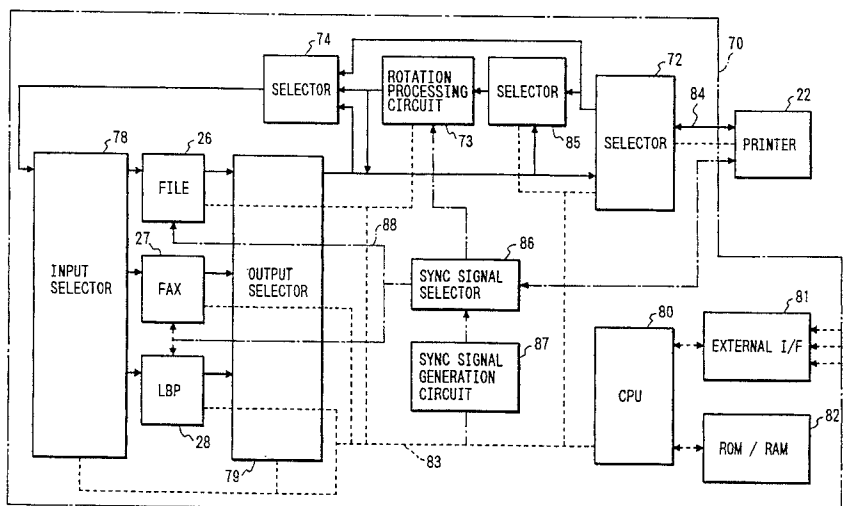 74
SELECTOR
ROTATION
PROCESSING
CIRCUIT
73
SELECTOR
85
72
SELECTOR
70
84
22
PRINTER
78
INPUT
SELECTOR
26
FILE
27
FAX
LBP
28
OUTPUT
SELECTOR
79
88
86
SYNC SIGNAL
SELECTOR
87
SYNC SIGNAL
GENERATION
CIRCUIT
83
80
CPU
81
EXTERNAL I/F
82
ROM / RAM